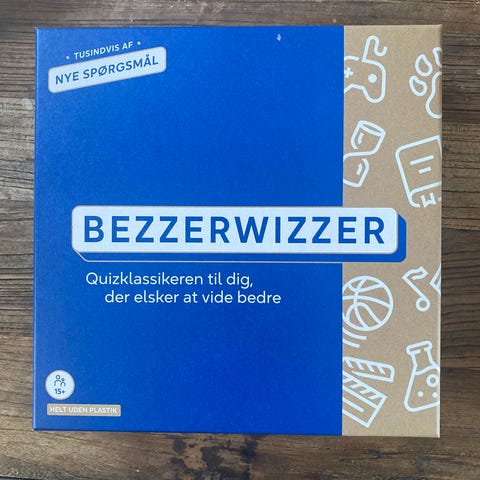 TUSINDVIS AF
NYE SPØRGSMÅL
BEZZERWIZZER
Quizklassikeren til dig,
der elsker at vide bedre
15+
HELT UDEN PLASTIK